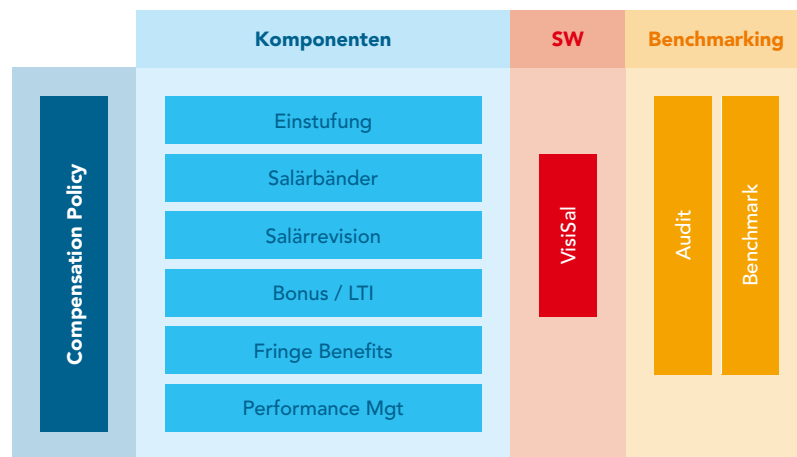 Komponenten
SW
Benchmarking
Compensation Policy
Einstufung
Salärbänder
Salärrevision
Bonus / LTI
Fringe Benefits
Performance Mgt
VisiSal
Audit
Benchmark